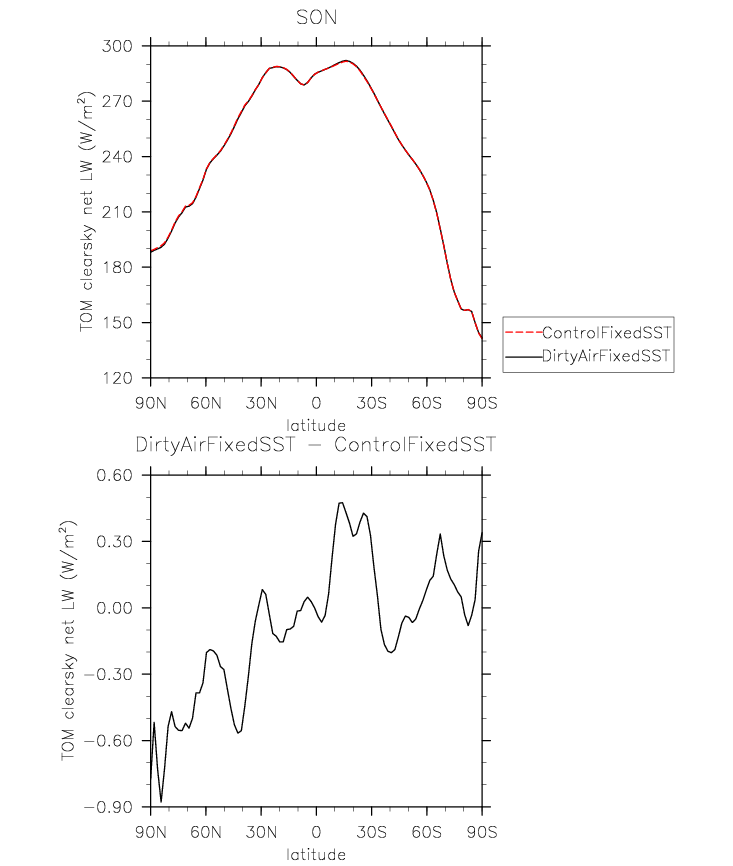 SON
TOM clearsky net LW (W/m²)
300
270
240
210
180
150
120
90N 60N 30N 0 30S 60S 90S
latitude
ControlFixedSST
DirtyAirFixedSST
DirtyAirFixedSST − ControlFixedSST
TOM clearsky net LW (W/m²)
0.60
0.30
0.00
−0.30
−0.60
−0.90
90N 60N 30N 0 30S 60S 90S
latitude